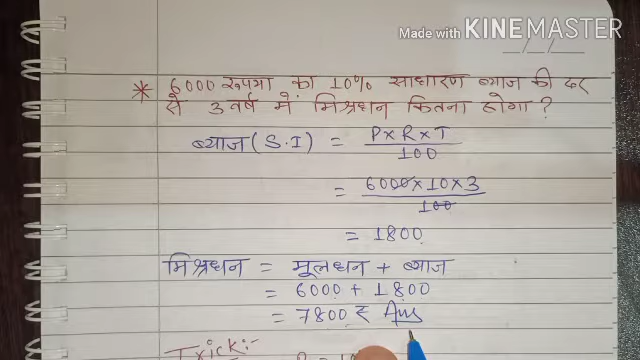 Made with KINEMASTER
* 6000 रूपया का 10% साधारण ब्याज की दर
से 3 वर्ष में मिश्रधन कितना होगा?
ब्याज (S.I) = P×R×T
100
= 6000×10×3
100
= 1800
मिश्रधन = मूलधन + ब्याज
= 6000 + 1800
= 7800 ₹ Ans
Trick:-